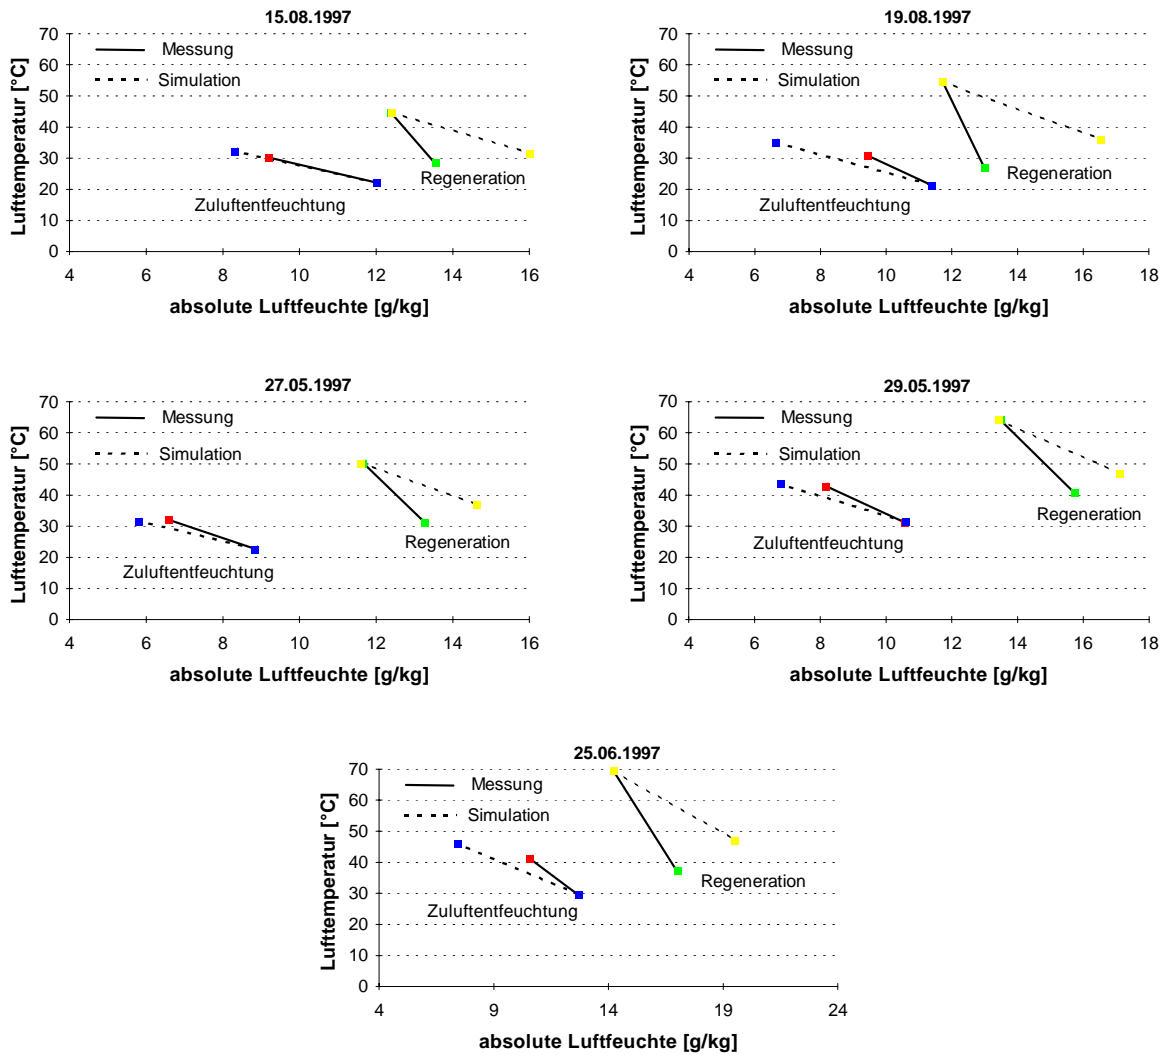 15.08.1997
Lufttemperatur [°C]
70
60
50
40
30
20
10
0
Messung
Simulation
Regeneration
Zuluftentfeuchtung
4 6 8 10 12 14 16
absolute Luftfeuchte [g/kg]
19.08.1997
Lufttemperatur [°C]
70
60
50
40
30
20
10
0
Messung
Simulation
Regeneration
Zuluftentfeuchtung
4 6 8 10 12 14 16 18
absolute Luftfeuchte [g/kg]
27.05.1997
Lufttemperatur [°C]
70
60
50
40
30
20
10
0
Messung
Simulation
Regeneration
Zuluftentfeuchtung
4 6 8 10 12 14 16
absolute Luftfeuchte [g/kg]
29.05.1997
Lufttemperatur [°C]
70
60
50
40
30
20
10
0
Messung
Simulation
Regeneration
Zuluftentfeuchtung
4 6 8 10 12 14 16 18
absolute Luftfeuchte [g/kg]
25.06.1997
Lufttemperatur [°C]
70
60
50
40
30
20
10
0
Messung
Simulation
Regeneration
Zuluftentfeuchtung
4 9 14 19 24
absolute Luftfeuchte [g/kg]